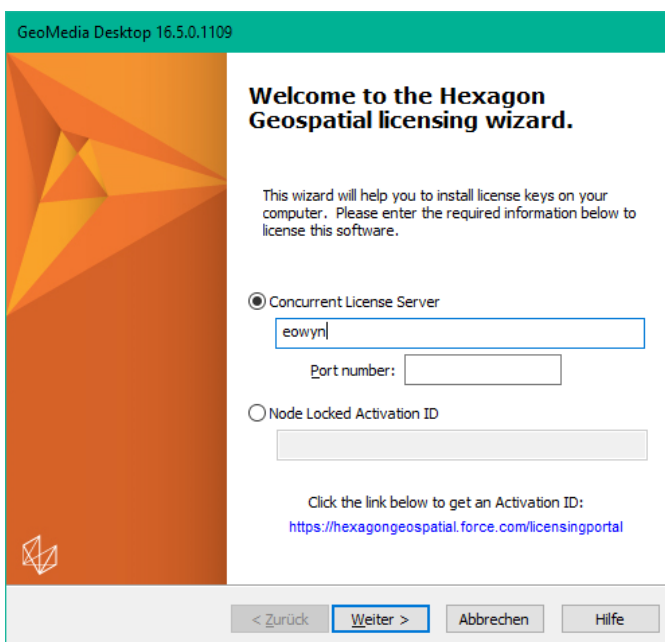 GeoMedia Desktop 16.5.0.1109
Welcome to the Hexagon
Geospatial licensing wizard.
This wizard will help you to install license keys on your
computer. Please enter the required information below to
license this software.
Concurrent License Server
eowyn
Port number:
Node Locked Activation ID
Click the link below to get an Activation ID:
https://hexagongeospatial.force.com/licensingportal
< Zurück Weiter > Abbrechen Hilfe